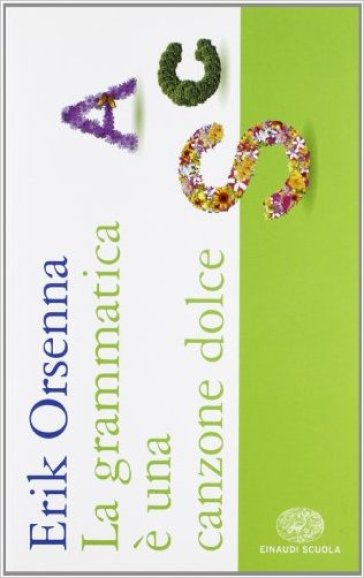 Erik Orsenna
La grammatica
è una
canzone dolce
A
C
S
EINAUDI SCUOLA